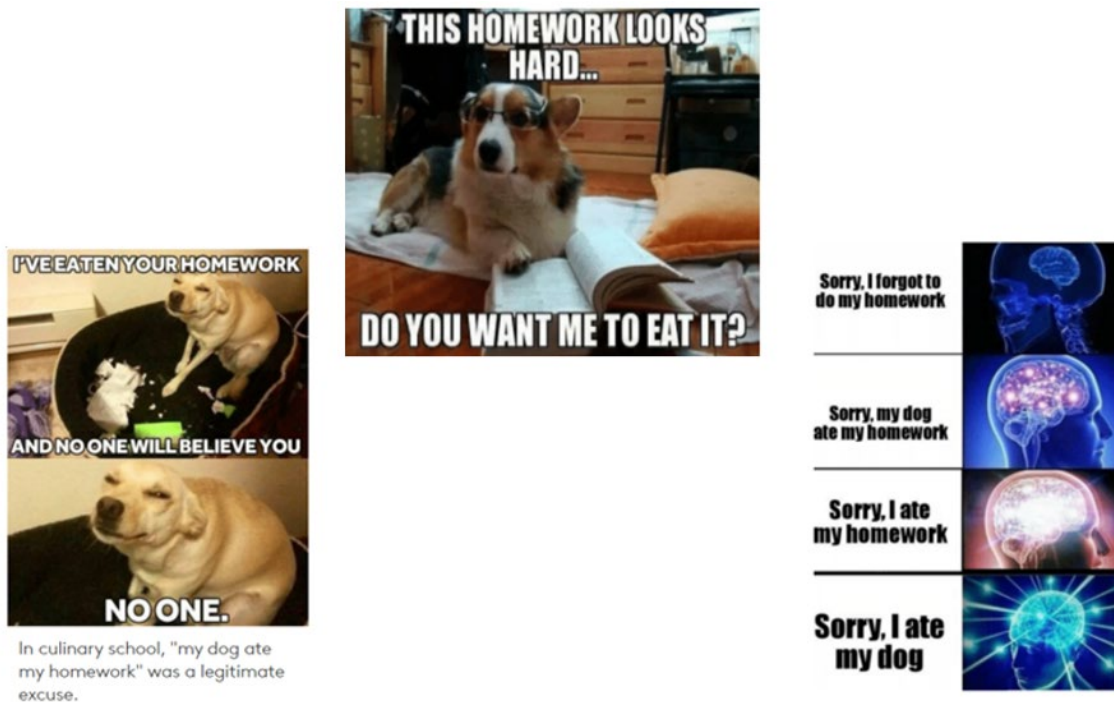 THIS HOMEWORK LOOKS
HARD...
DO YOU WANT ME TO EAT IT?
I'VE EATEN YOUR HOMEWORK
AND NO ONE WILL BELIEVE YOU
NO ONE.
In culinary school, "my dog ate
my homework" was a legitimate
excuse.
Sorry, I forgot to
do my homework
Sorry, my dog
ate my homework
Sorry, I ate
my homework
Sorry, I ate
my dog